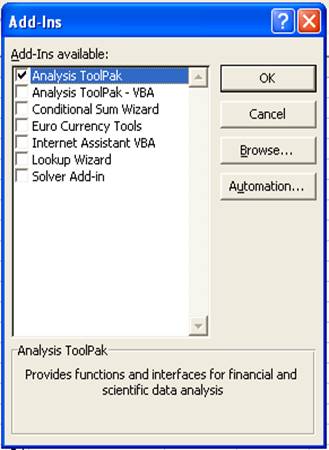 Add-Ins
Add-Ins available:
Analysis ToolPak
Analysis ToolPak - VBA
Conditional Sum Wizard
Euro Currency Tools
Internet Assistant VBA
Lookup Wizard
Solver Add-in
OK
Cancel
Browse...
Automation...
Analysis ToolPak
Provides functions and interfaces for financial and
scientific data analysis